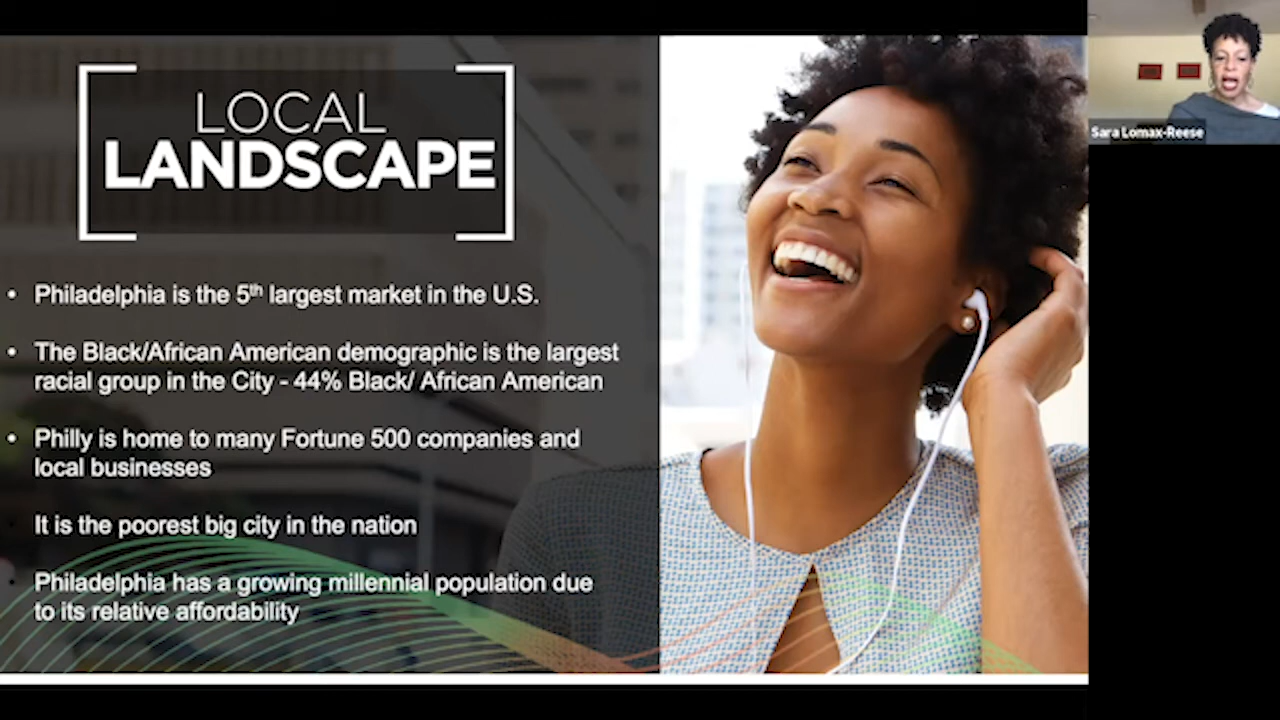 LOCAL
LANDSCAPE
• Philadelphia is the 5th largest market in the U.S.
• The Black/African American demographic is the largest
racial group in the City - 44% Black/ African American
• Philly is home to many Fortune 500 companies and
local businesses
• It is the poorest big city in the nation
• Philadelphia has a growing millennial population due
to its relative affordability
Sara Lomax-Reese